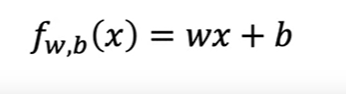 f_{w,b}(x) = wx + b